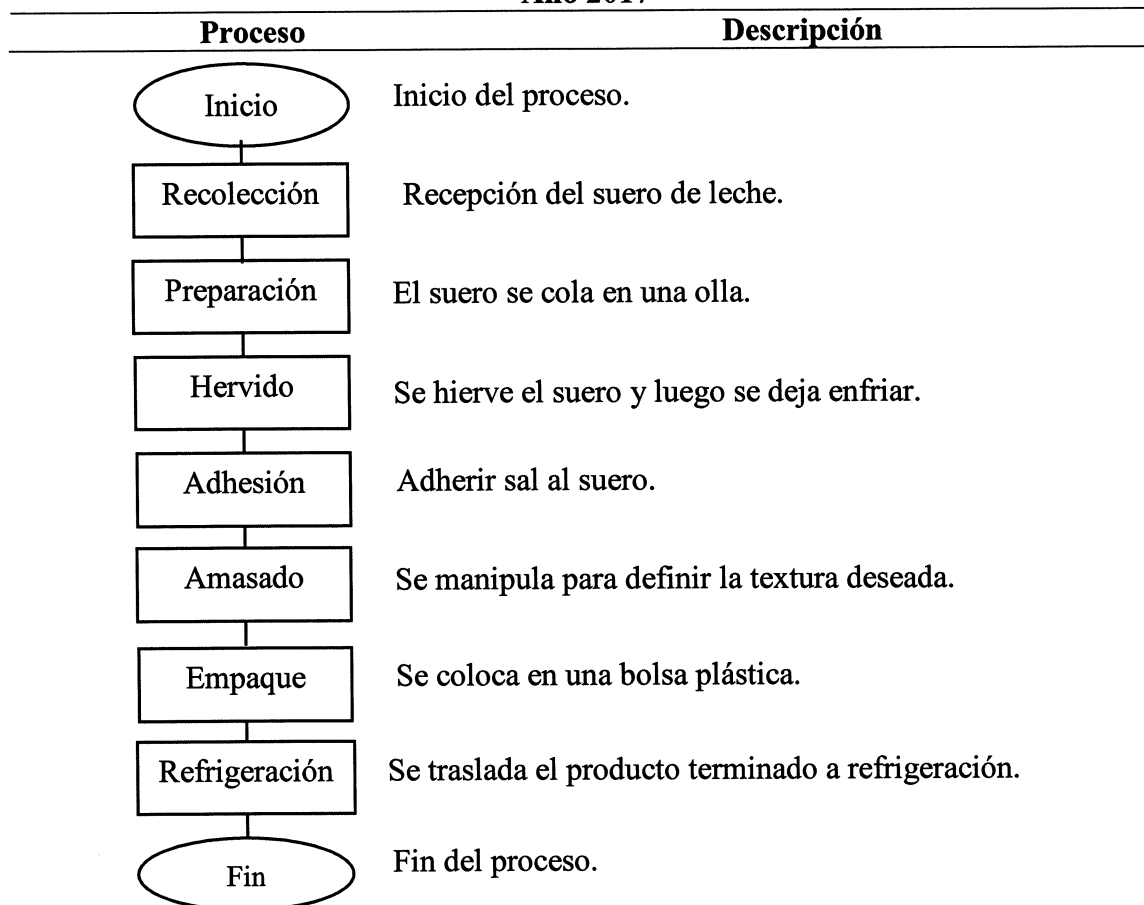 Año 2017
Proceso Descripción
Inicio Inicio del proceso.
Recolección Recepción del suero de leche.
Preparación El suero se cola en una olla.
Hervido Se hierve el suero y luego se deja enfriar.
Adhesión Adherir sal al suero.
Amasado Se manipula para definir la textura deseada.
Empaque Se coloca en una bolsa plástica.
Refrigeración Se traslada el producto terminado a refrigeración.
Fin Fin del proceso.